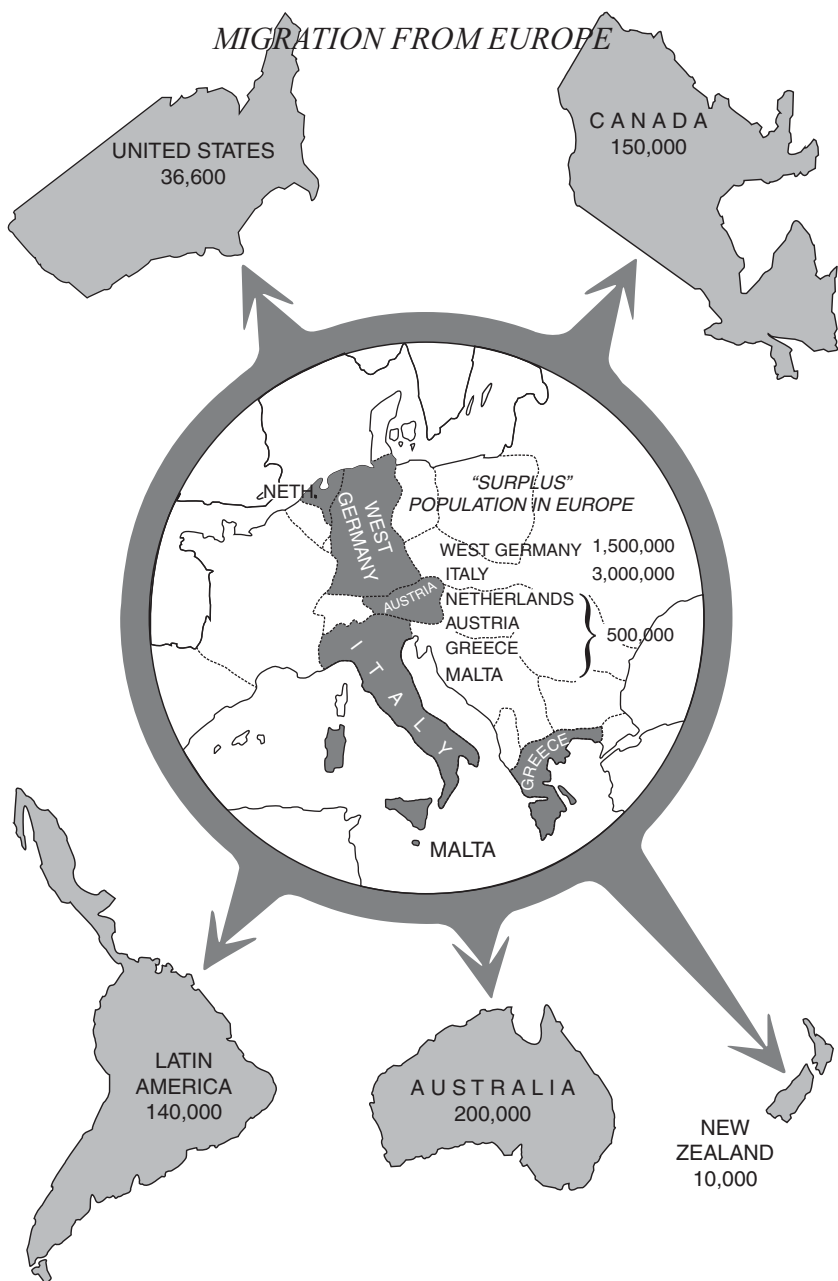 MIGRATION FROM EUROPE
UNITED STATES
36,600
CANADA
150,000
NETH.
WEST
GERMANY
AUSTRIA
ITALY
GREECE
MALTA
“SURPLUS”
POPULATION IN EUROPE
WEST GERMANY 1,500,000
ITALY 3,000,000
NETHERLANDS
AUSTRIA
500,000
GREECE
MALTA
LATIN
AMERICA
140,000
AUSTRALIA
200,000
NEW
ZEALAND
10,000